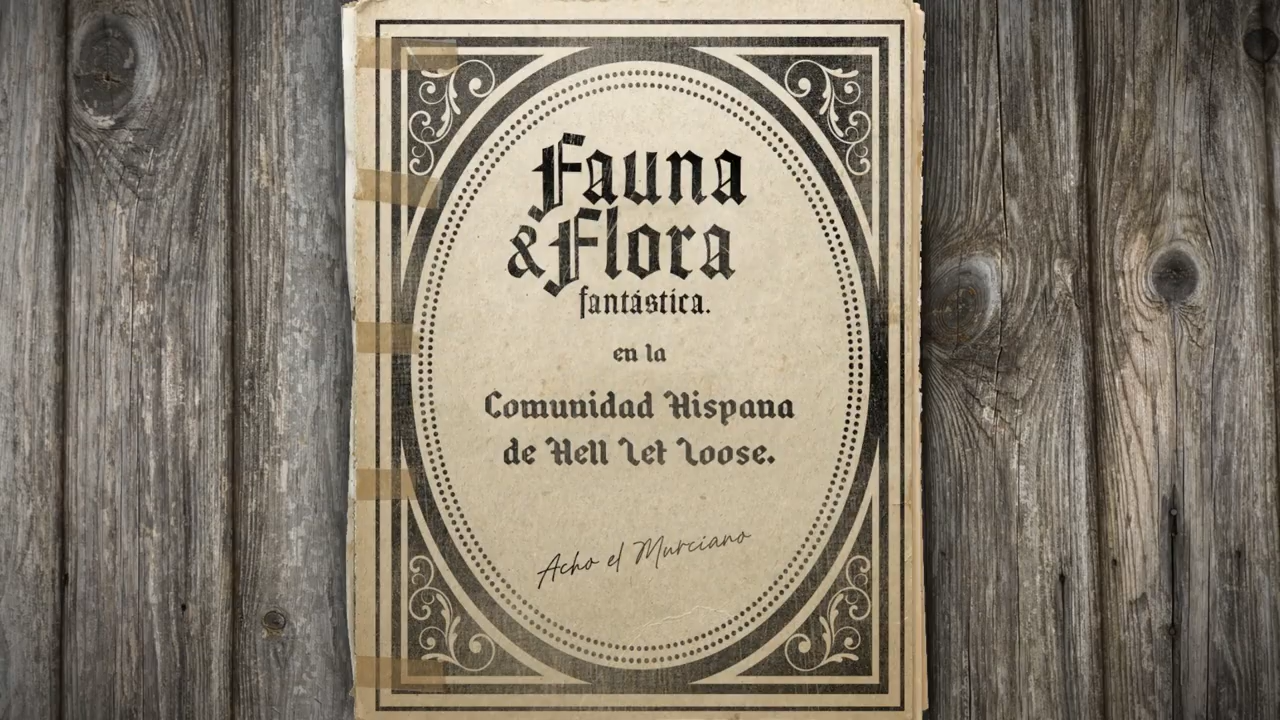 Fauna
& Flora
fantástica.
en la
Comunidad Hispana
de Hell Let Loose.
Acho el Murciano